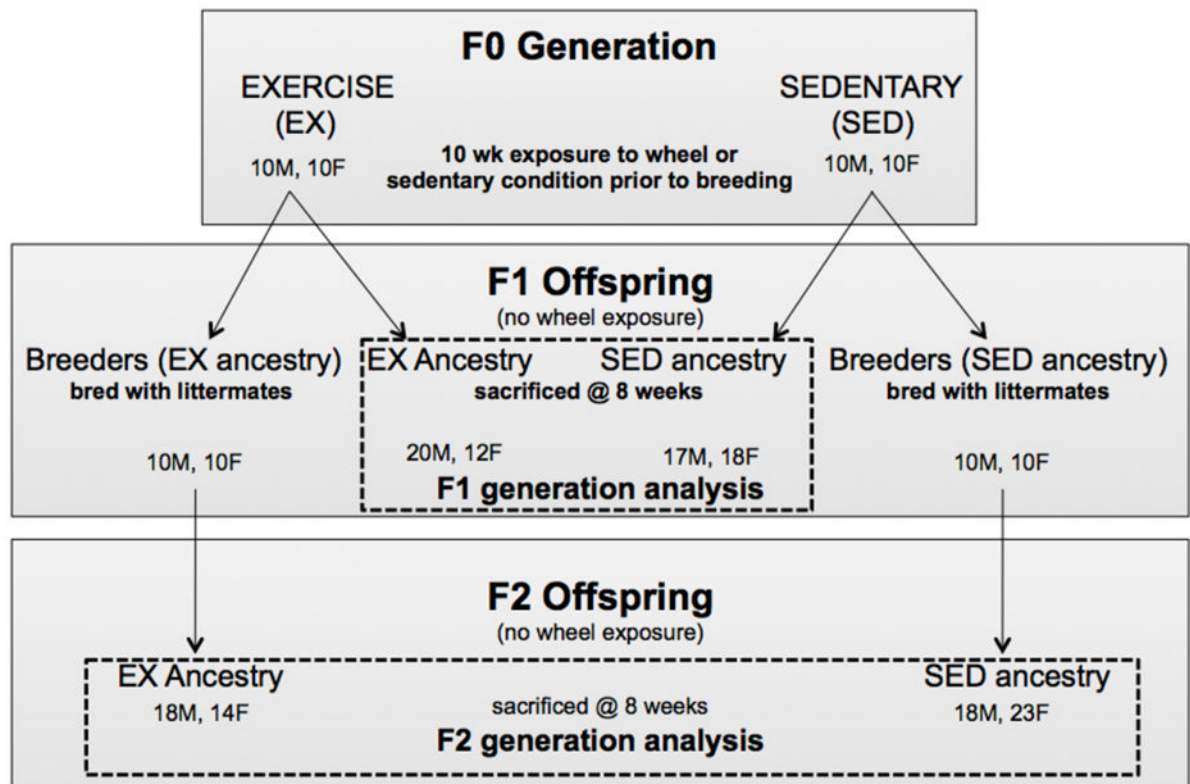 F0 Generation
EXERCISE
(EX)
10M, 10F
10 wk exposure to wheel or
sedentary condition prior to breeding
SEDENTARY
(SED)
10M, 10F
F1 Offspring
(no wheel exposure)
Breeders (EX ancestry)
bred with littermates
10M, 10F
EX Ancestry
SED ancestry
sacrificed @ 8 weeks
20M, 12F
17M, 18F
F1 generation analysis
Breeders (SED ancestry)
bred with littermates
10M, 10F
F2 Offspring
(no wheel exposure)
EX Ancestry
18M, 14F
sacrificed @ 8 weeks
F2 generation analysis
SED ancestry
18M, 23F